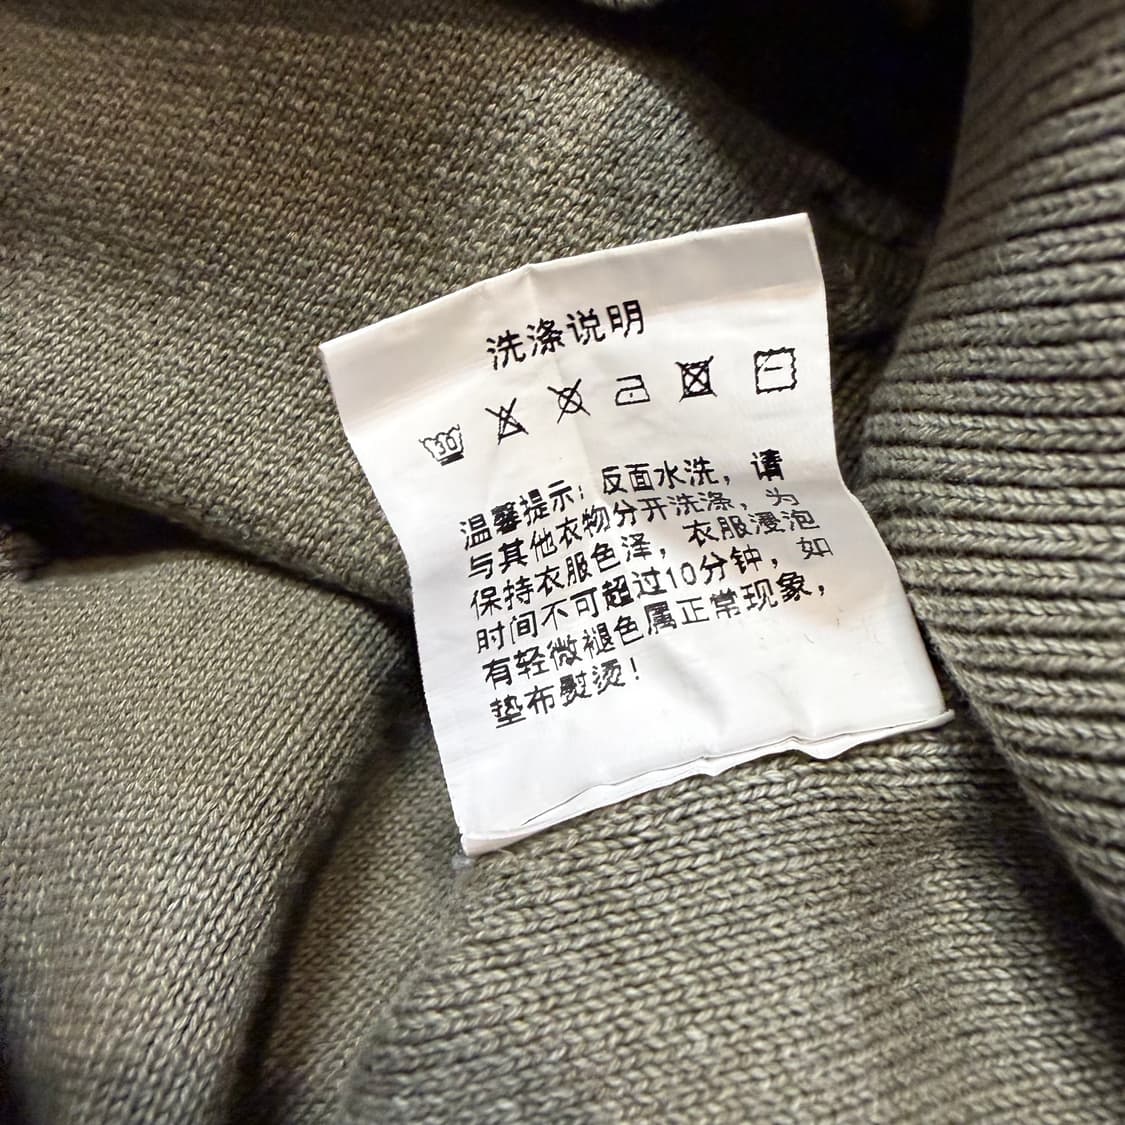 洗涤说明
30
温馨提示：反面水洗，请
与其他衣物分开洗涤，为
保持衣服色泽，衣服浸泡
时间不可超过10分钟，如
有轻微褪色属正常现象，
垫布熨烫！